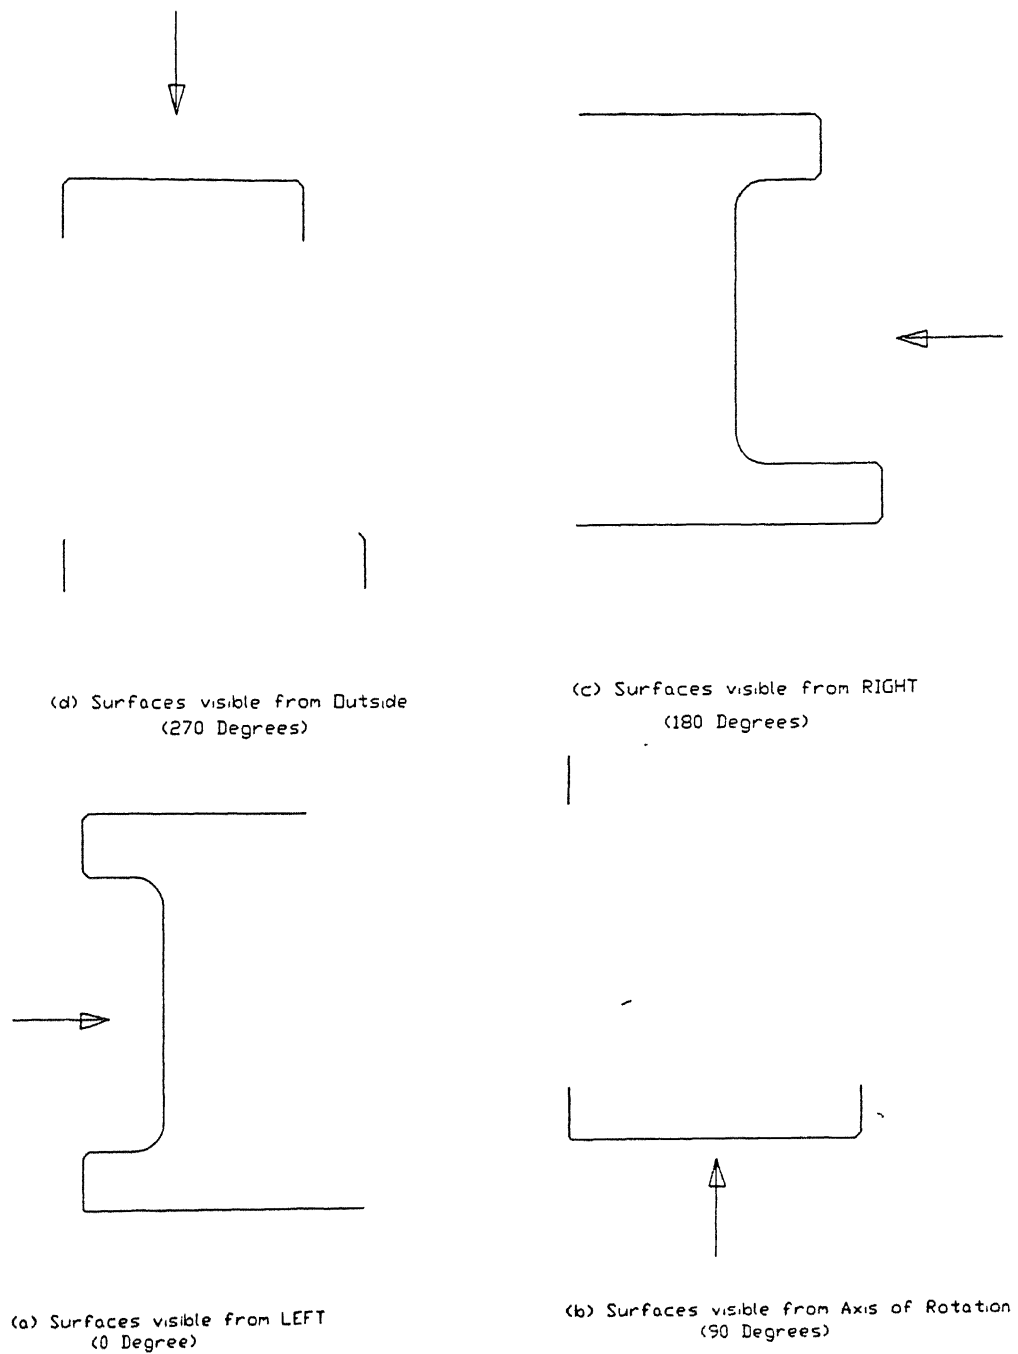 (d) Surfaces visible from Outside
(270 Degrees)
(c) Surfaces visible from RIGHT
(180 Degrees)
(a) Surfaces visible from LEFT
(0 Degree)
(b) Surfaces visible from Axis of Rotation
(90 Degrees)